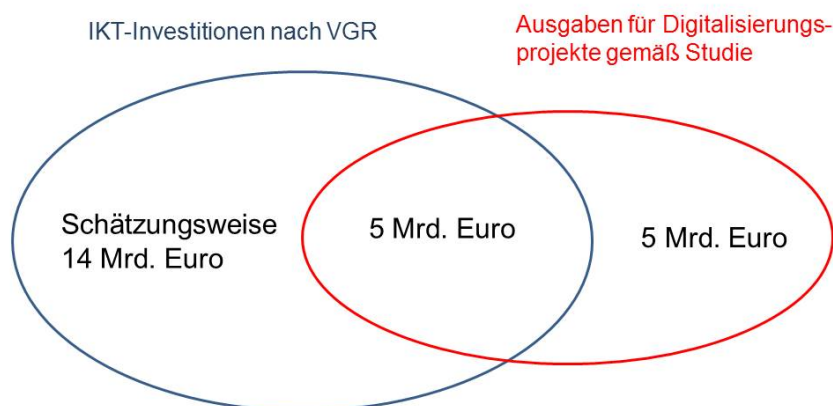 IKT-Investitionen nach VGR
Ausgaben für Digitalisierungs-
projekte gemäß Studie
Schätzungsweise
14 Mrd. Euro
5 Mrd. Euro
5 Mrd. Euro